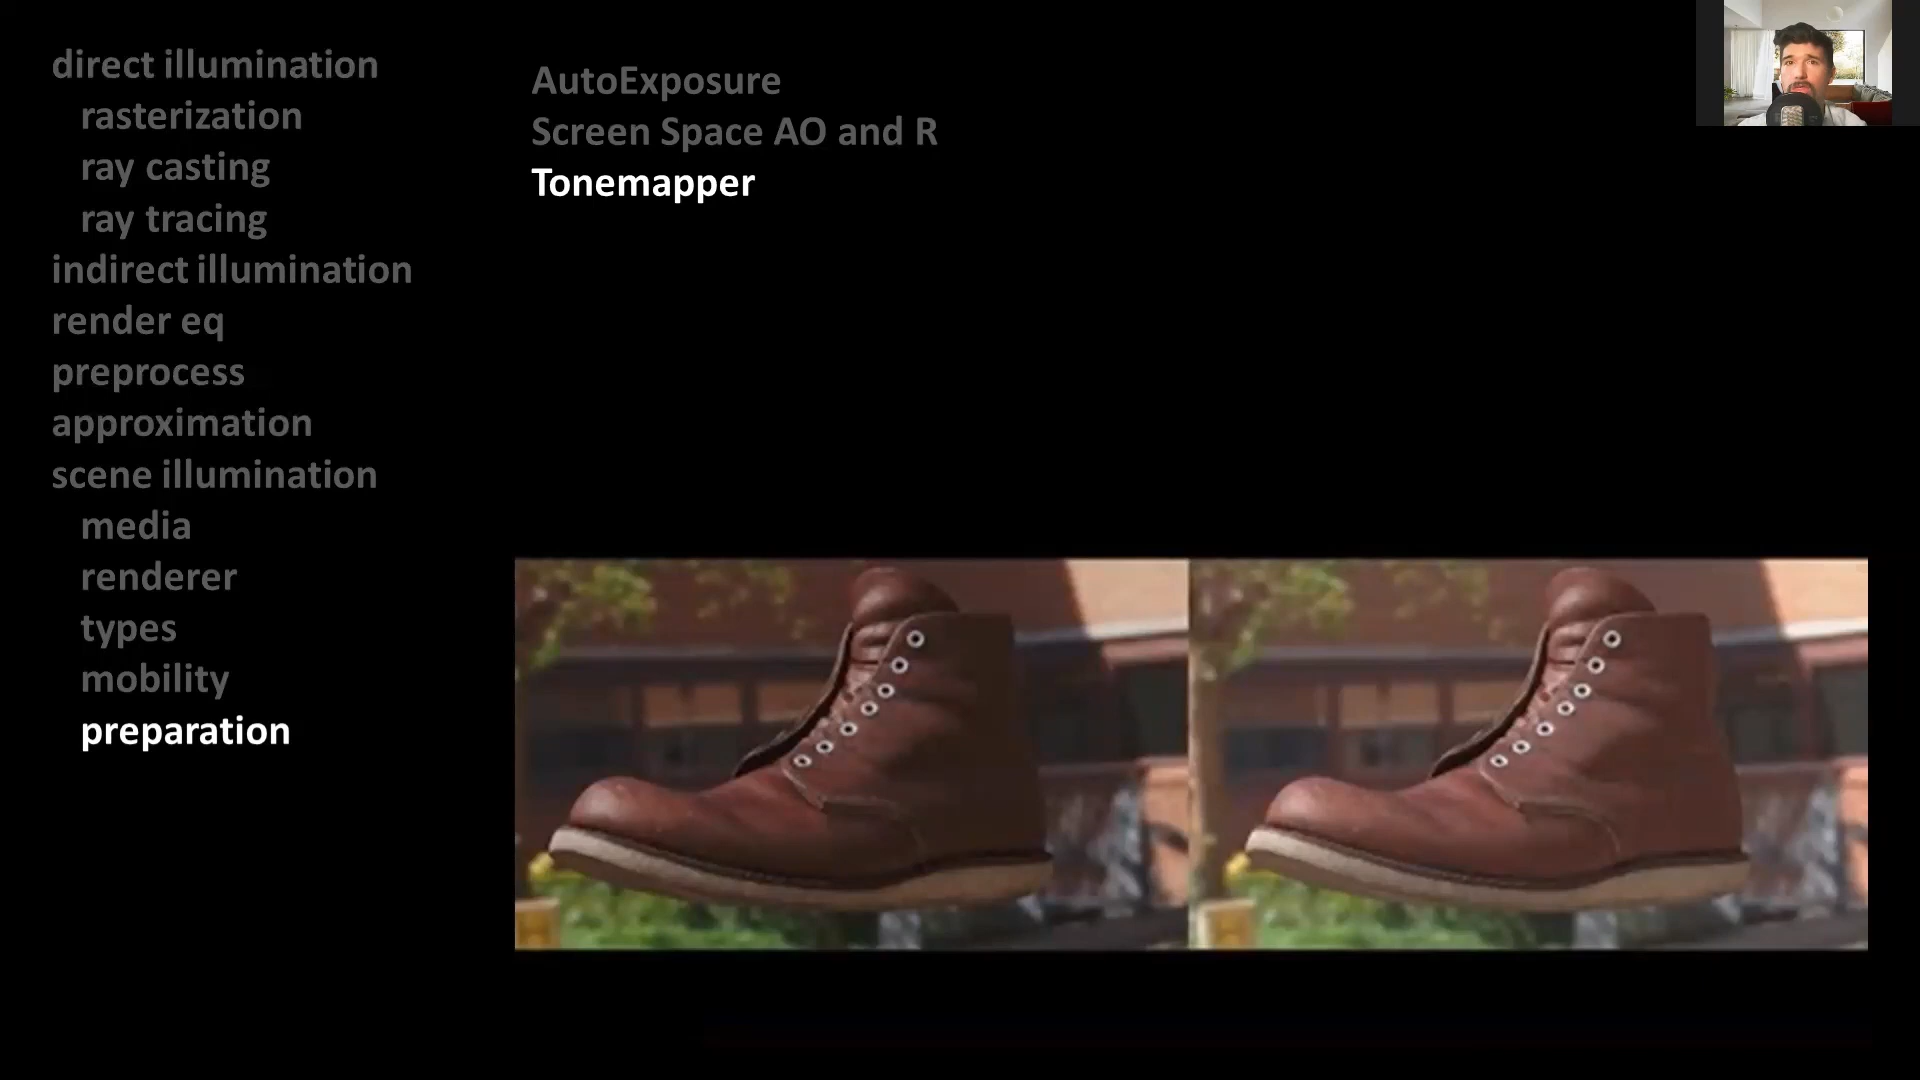 direct illumination
rasterization
ray casting
ray tracing
indirect illumination
render eq
preprocess
approximation
scene illumination
media
renderer
types
mobility
preparation
AutoExposure
Screen Space AO and R
Tonemapper